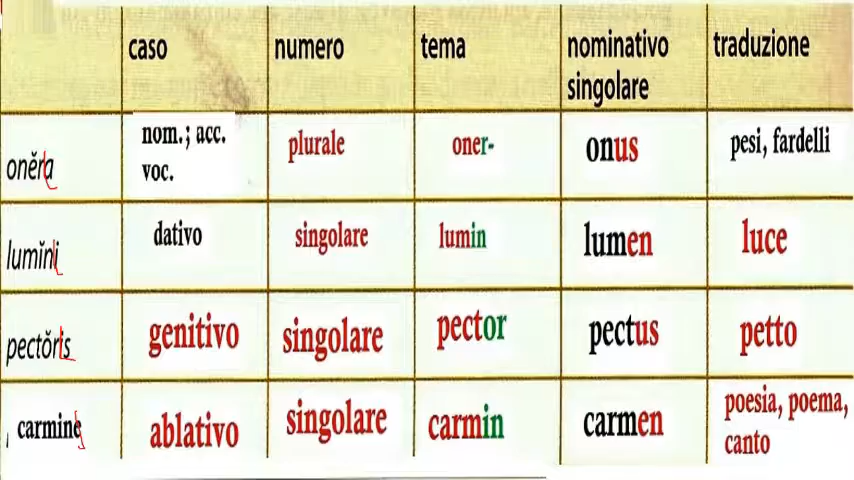 caso numero tema nominativo singolare traduzione
onĕra nom.; acc. voc. plurale oner- onus pesi, fardelli
lumĭni dativo singolare lumin lumen luce
pectŏris genitivo singolare pector pectus petto
carmine ablativo singolare carmin carmen poesia, poema, canto